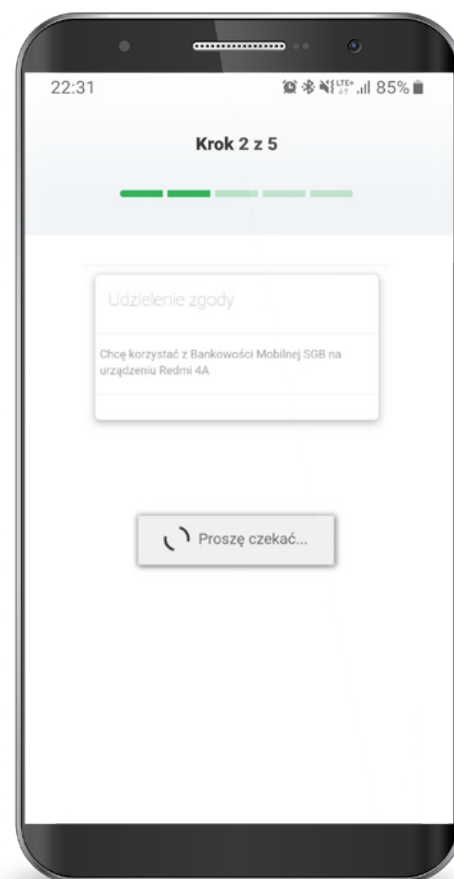 22:31 LTE+ 85%
Krok 2 z 5
Udzielenie zgody
Chcę korzystać z Bankowości Mobilnej SGB na
urządzeniu Redmi 4A
Proszę czekać...